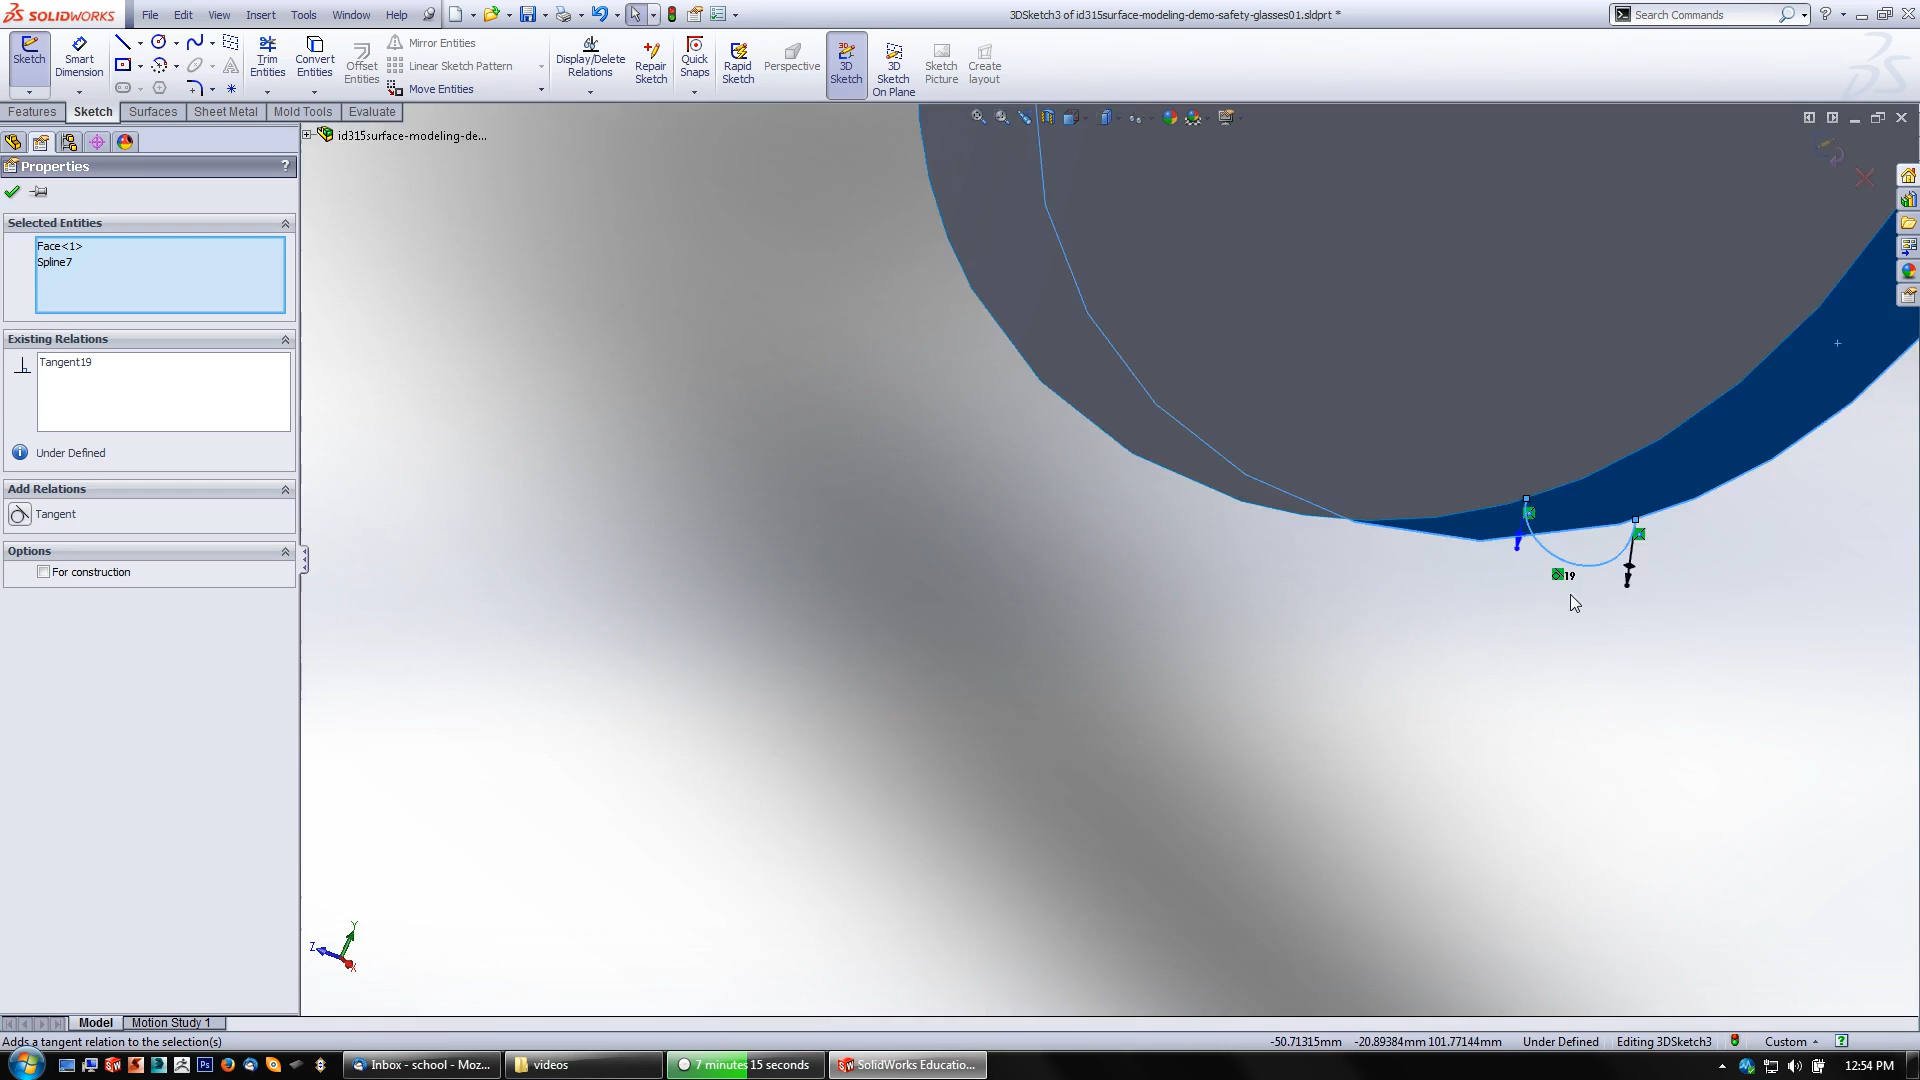 SOLIDWORKS File Edit View Insert Tools Window Help 3DSketch3 of id315surface-modeling-demo-safety-glasses01.sldprt * Search Commands
Sketch Smart Dimension Trim Entities Convert Entities Offset Entities Mirror Entities Linear Sketch Pattern Move Entities Display/Delete Relations Repair Sketch Quick Snaps Rapid Sketch Perspective 3D Sketch 3D Sketch On Plane Sketch Picture Create layout
Features Sketch Surfaces Sheet Metal Mold Tools Evaluate
id315surface-modeling-de...
Properties ?
Selected Entities
Face<1>
Spline7
Existing Relations
Tangent19
Under Defined
Add Relations
Tangent
Options
For construction
19
Y
Z
X
Model Motion Study 1
Adds a tangent relation to the selection(s) -50.71315mm -20.89384mm 101.77144mm Under Defined Editing 3DSketch3 Custom
Inbox - school - Moz... videos 7 minutes 15 seconds SolidWorks Educatio... 12:54 PM